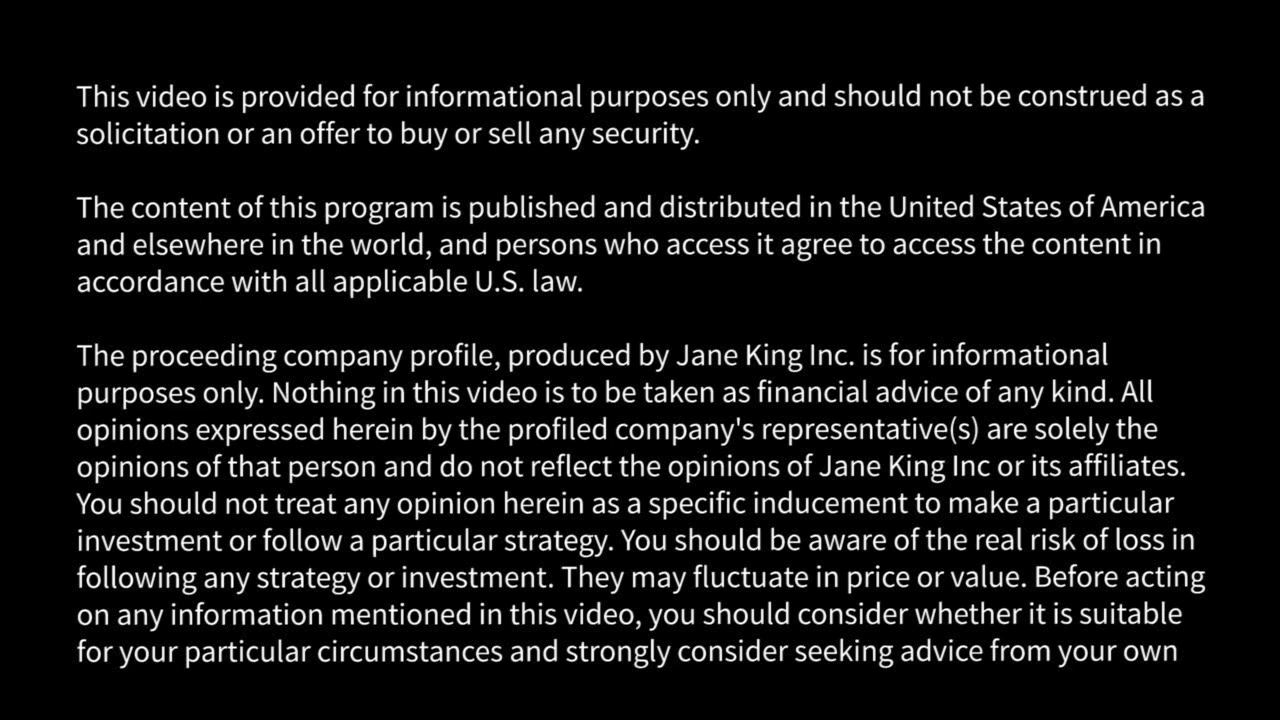 This video is provided for informational purposes only and should not be construed as a
solicitation or an offer to buy or sell any security.
The content of this program is published and distributed in the United States of America
and elsewhere in the world, and persons who access it agree to access the content in
accordance with all applicable U.S. law.
The proceeding company profile, produced by Jane King Inc. is for informational
purposes only. Nothing in this video is to be taken as financial advice of any kind. All
opinions expressed herein by the profiled company's representative(s) are solely the
opinions of that person and do not reflect the opinions of Jane King Inc or its affiliates.
You should not treat any opinion herein as a specific inducement to make a particular
investment or follow a particular strategy. You should be aware of the real risk of loss in
following any strategy or investment. They may fluctuate in price or value. Before acting
on any information mentioned in this video, you should consider whether it is suitable
for your particular circumstances and strongly consider seeking advice from your own